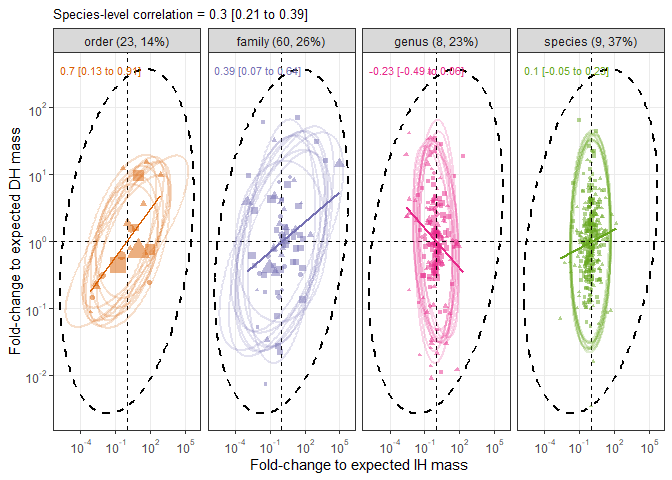 Species-level correlation = 0.3 [0.21 to 0.39]
order (23, 14%) family (60, 26%) genus (8, 23%) species (9, 37%)
0.7 [0.13 to 0.91] 0.39 [0.07 to 0.64] -0.23 [-0.49 to 0.06] 0.1 [-0.05 to 0.25]
Fold-change to expected DH mass
10²
10¹
10⁰
10⁻¹
10⁻²
10⁻⁴ 10⁻¹ 10² 10⁵ 10⁻⁴ 10⁻¹ 10² 10⁵ 10⁻⁴ 10⁻¹ 10² 10⁵ 10⁻⁴ 10⁻¹ 10² 10⁵
Fold-change to expected IH mass